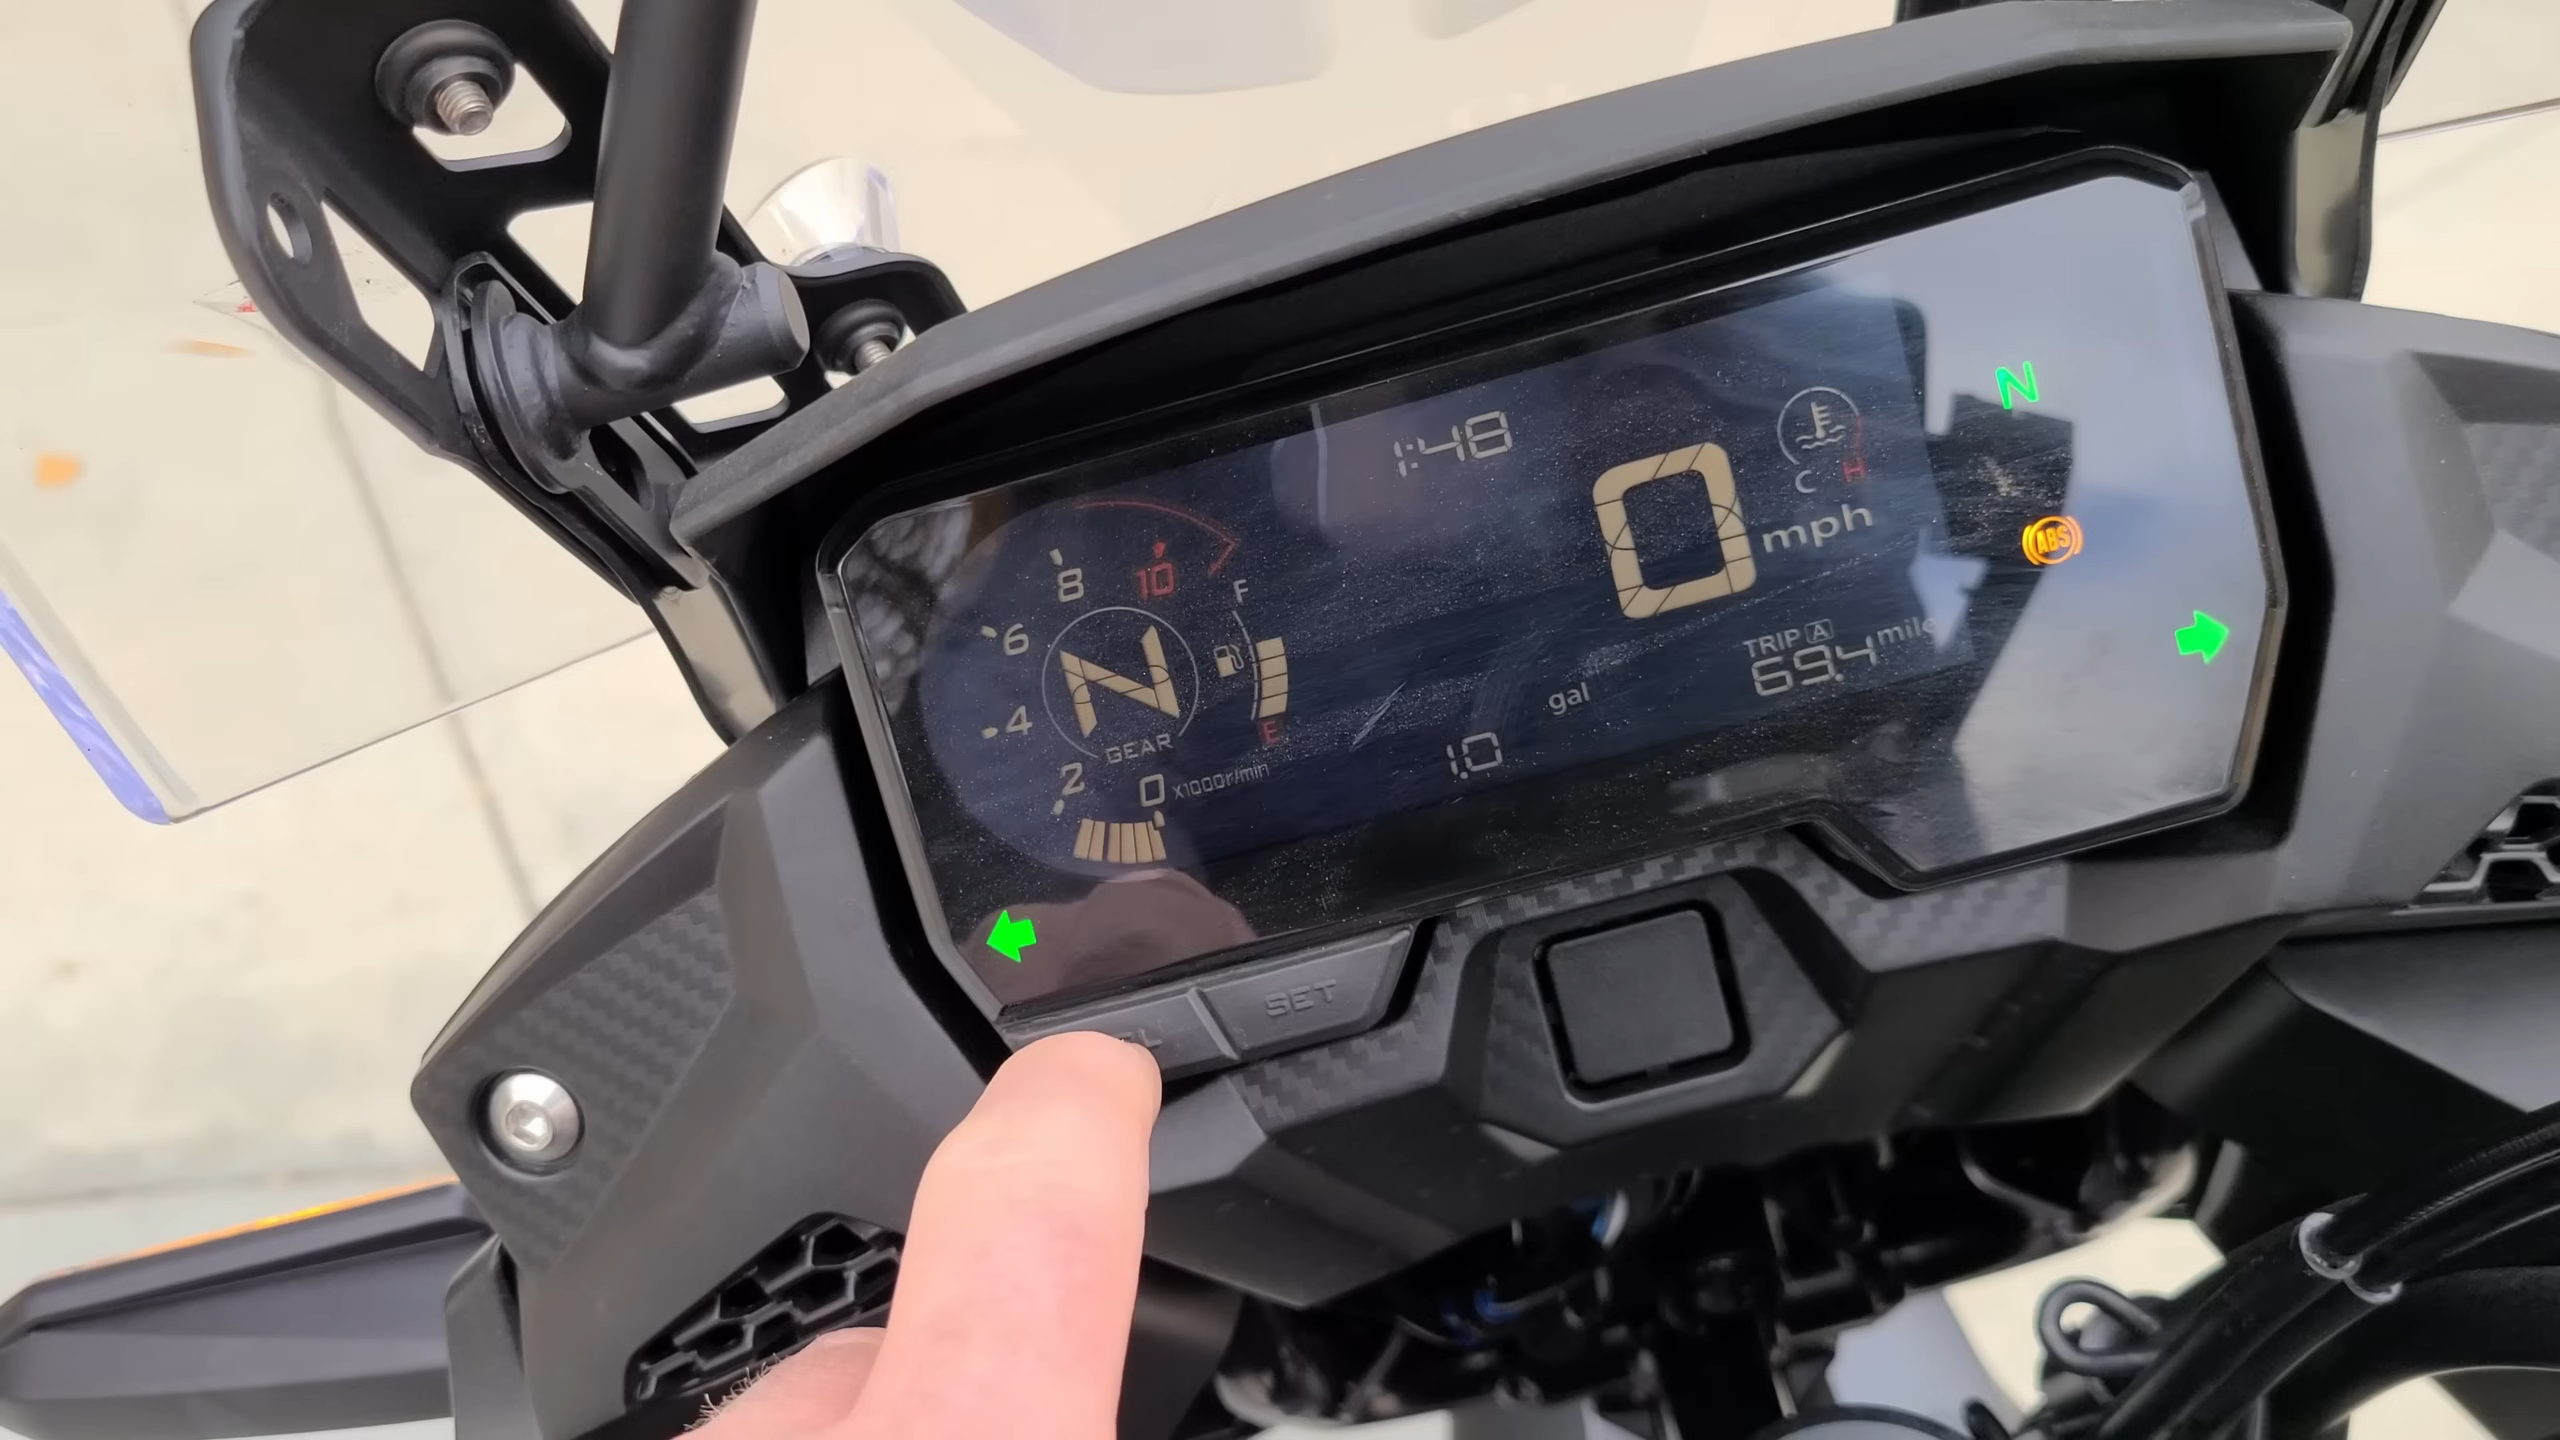 1:48
C H
0 mph
N
ABS
8 10
F
6
N
4
GEAR
E
2 0 x1000r/min
TRIP A
69.4 mile
gal
1.0
SET
EL